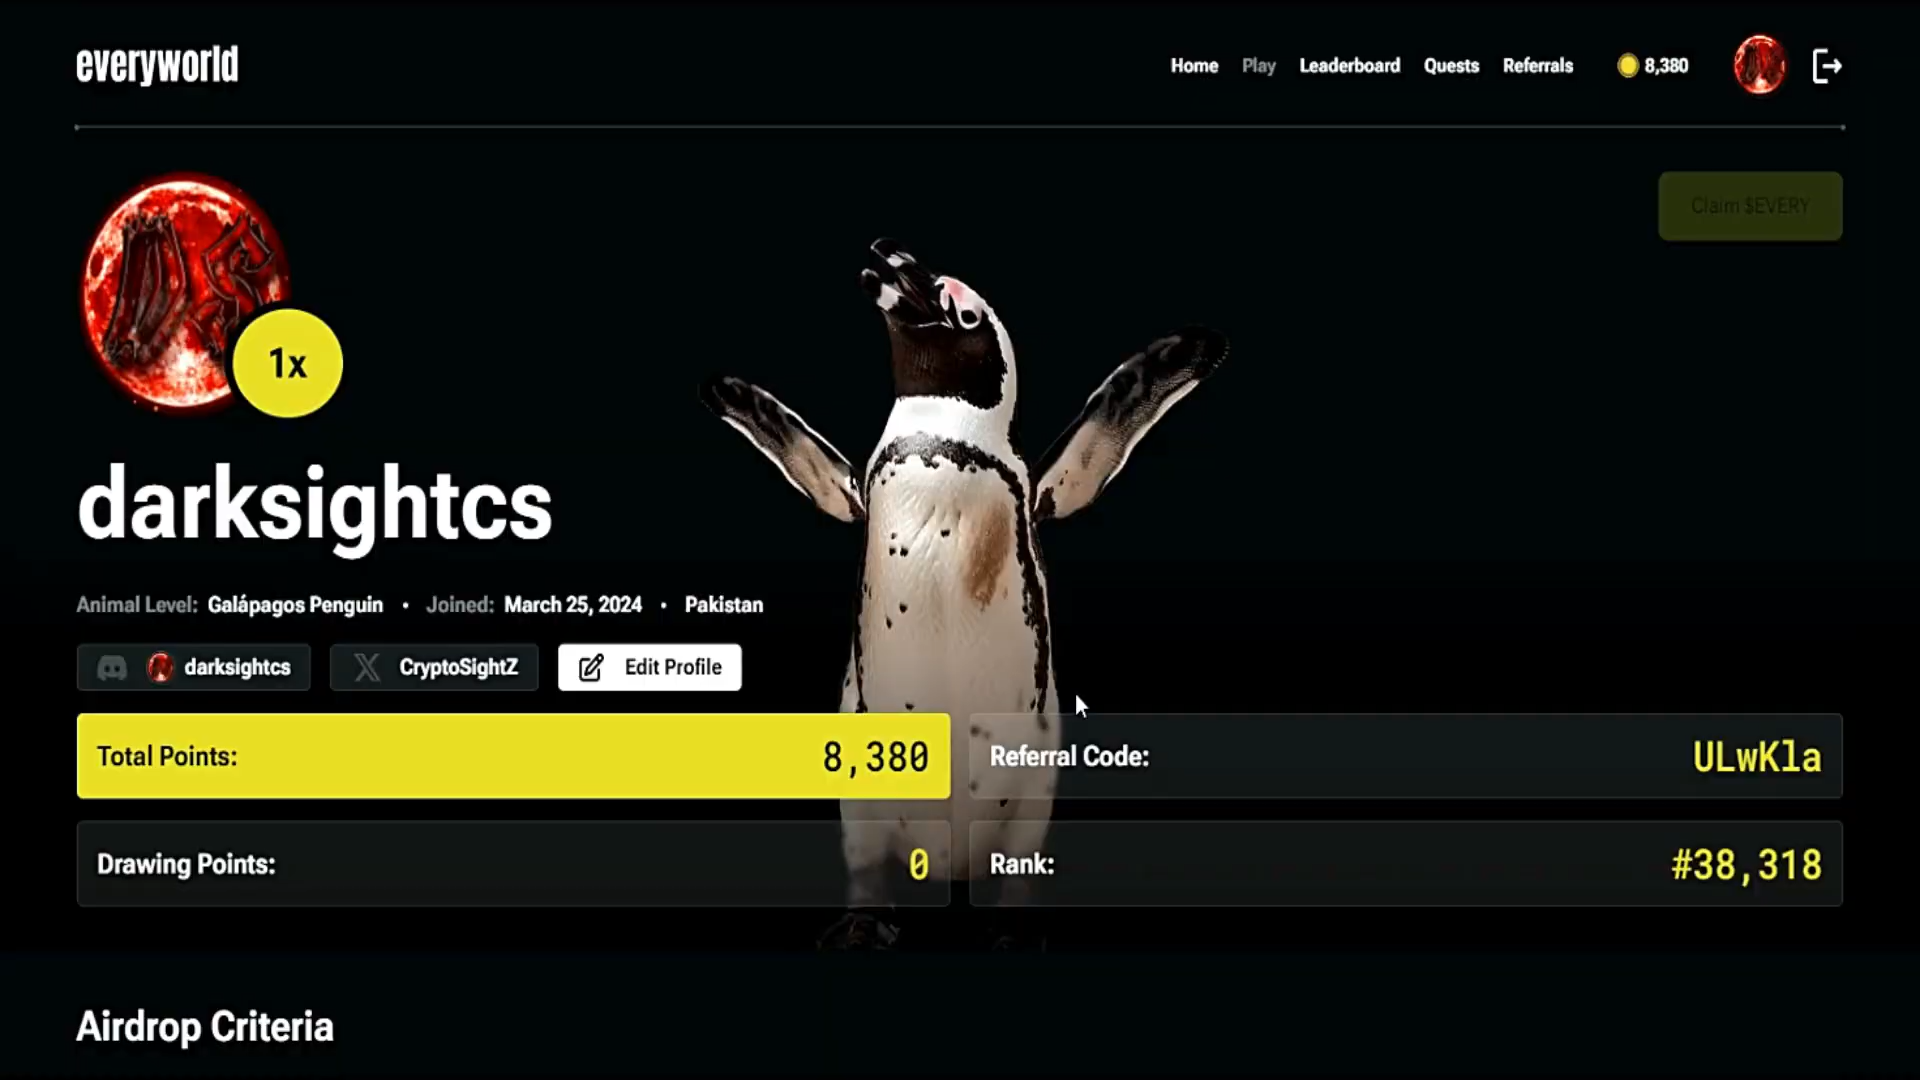 everyworld
Home Play Leaderboard Quests Referrals 8,380
Claim $EVERY
1x
darksightcs
Animal Level: Galápagos Penguin • Joined: March 25, 2024 • Pakistan
darksightcs CryptoSightZ Edit Profile
Total Points: 8,380
Referral Code: ULwKla
Drawing Points: 0
Rank: #38,318
Airdrop Criteria